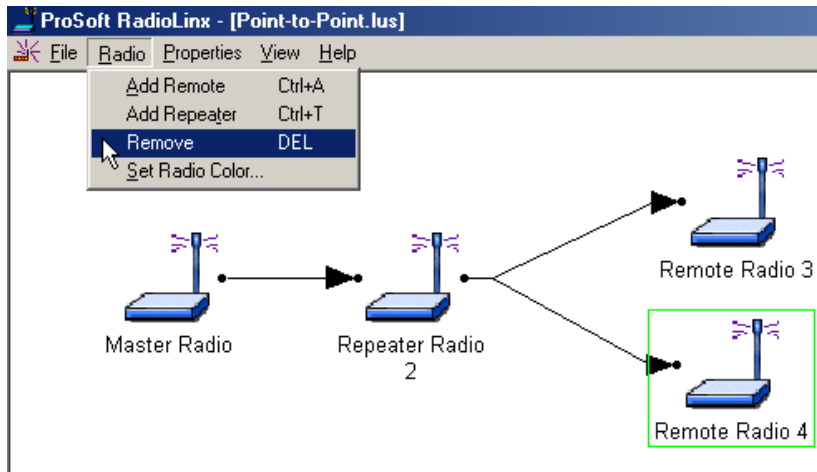 ProSoft RadioLinx - [Point-to-Point.lus]
File Radio Properties View Help
Add Remote Ctrl+A
Add Repeater Ctrl+T
Remove DEL
Set Radio Color...
Remote Radio 3
Master Radio
Repeater Radio
2
Remote Radio 4